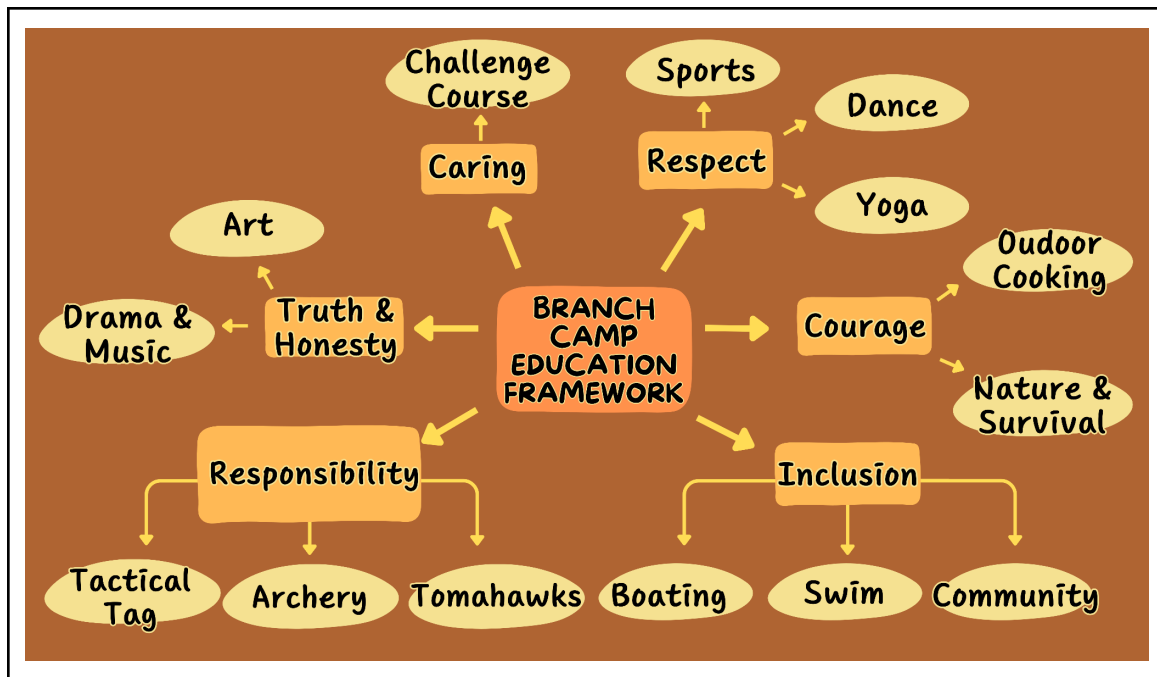 Challenge
Course
Sports
Dance
Caring
Respect
Yoga
Art
Oudoor
Cooking
Drama &
Music
Truth &
Honesty
BRANCH
CAMP
EDUCATION
FRAMEWORK
Courage
Nature &
Survival
Responsibility
Inclusion
Tactical
Tag
Archery
Tomahawks
Boating
Swim
Community